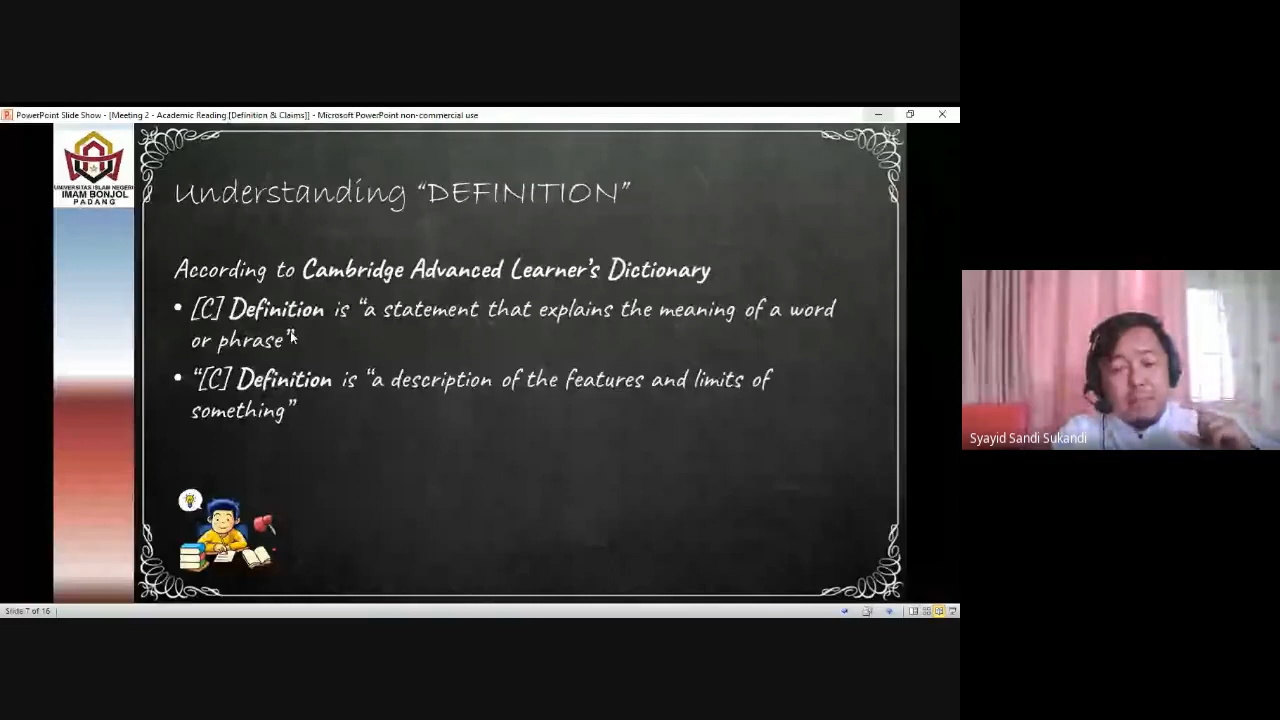 PowerPoint Slide Show - [Meeting 2 - Academic Reading [Definition & Claims]] - Microsoft PowerPoint non-commercial use
UNIVERSITAS ISLAM NEGERI
IMAM BONJOL
PADANG
Understanding “DEFINITION”
According to Cambridge Advanced Learner's Dictionary
• [C] Definition is “a statement that explains the meaning of a word
or phrase”
• “[C] Definition is “a description of the features and limits of
something”
Syayid Sandi Sukandi
Slide 7 of 16